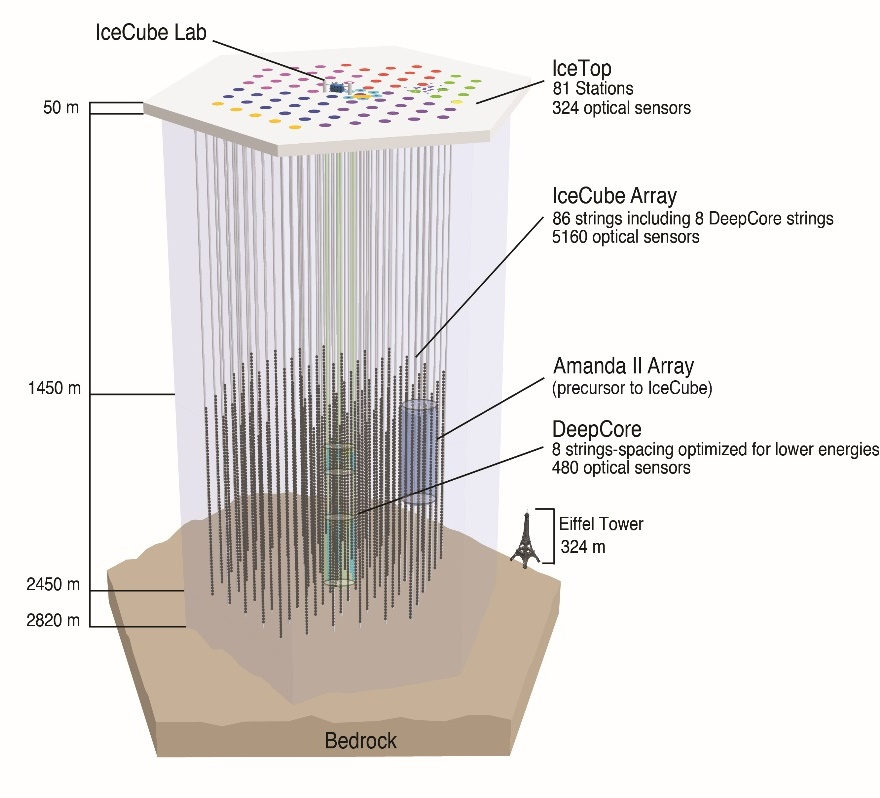 IceCube Lab
IceTop
81 Stations
324 optical sensors
50 m
IceCube Array
86 strings including 8 DeepCore strings
5160 optical sensors
1450 m
Amanda II Array
(precursor to IceCube)
DeepCore
8 strings-spacing optimized for lower energies
480 optical sensors
Eiffel Tower
324 m
2450 m
2820 m
Bedrock